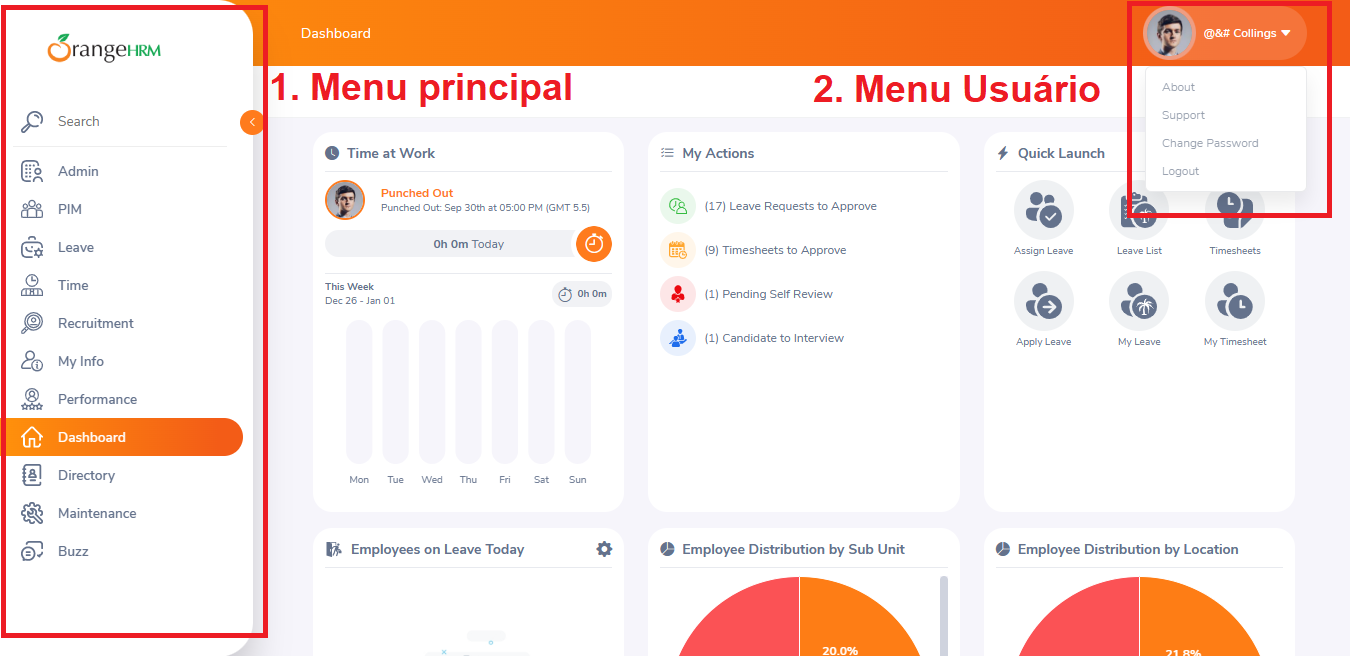 OrangeHRM
Search
Admin
PIM
Leave
Time
Recruitment
My Info
Performance
Dashboard
Directory
Maintenance
Buzz
Dashboard
@&# Collings
About
Support
Change Password
Logout
1. Menu principal
2. Menu Usuário
Time at Work
Punched Out
Punched Out: Sep 30th at 05:00 PM (GMT 5.5)
0h 0m Today
This Week
Dec 26 - Jan 01
0h 0m
Mon Tue Wed Thu Fri Sat Sun
My Actions
(17) Leave Requests to Approve
(9) Timesheets to Approve
(1) Pending Self Review
(1) Candidate to Interview
Quick Launch
Assign Leave
Leave List
Timesheets
Apply Leave
My Leave
My Timesheet
Employees on Leave Today
Employee Distribution by Sub Unit
20.0%
Employee Distribution by Location
21.8%